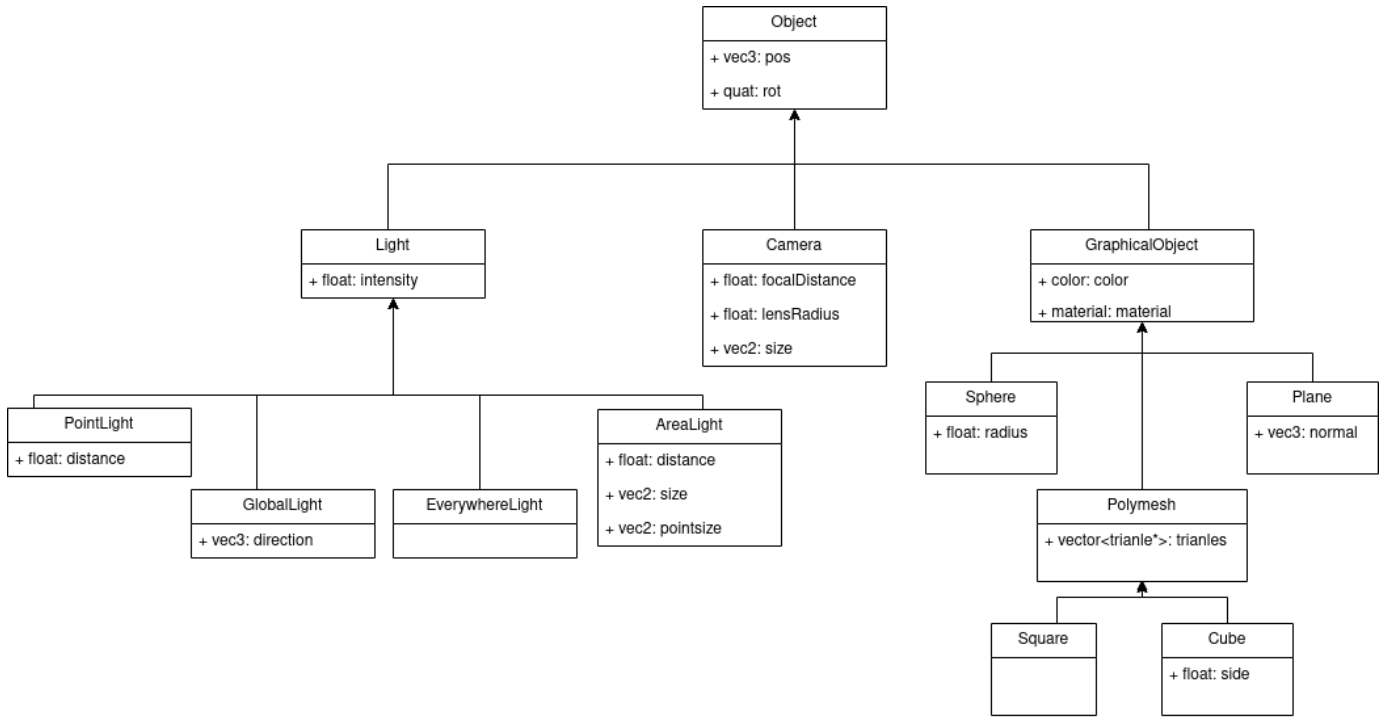 Object
+ vec3: pos
+ quat: rot
Light
+ float: intensity
Camera
+ float: focalDistance
+ float: lensRadius
+ vec2: size
GraphicalObject
+ color: color
+ material: material
PointLight
+ float: distance
GlobalLight
+ vec3: direction
EverywhereLight
AreaLight
+ float: distance
+ vec2: size
+ vec2: pointsize
Sphere
+ float: radius
Plane
+ vec3: normal
Polymesh
+ vector<trianle*>: trianles
Square
Cube
+ float: side